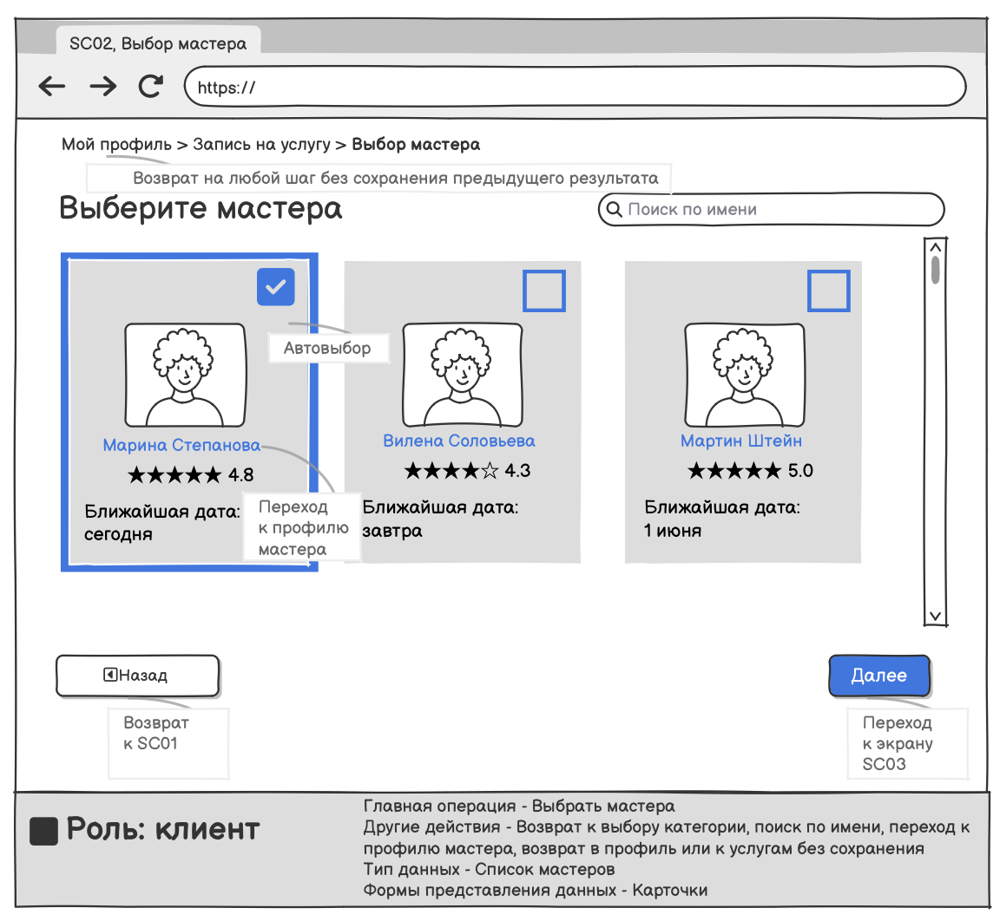 SC02, Выбор мастера
https://
Мой профиль > Запись на услугу > Выбор мастера
Возврат на любой шаг без сохранения предыдущего результата
Выберите мастера
Поиск по имени
Автовыбор
Марина Степанова
4.8
Ближайшая дата:
сегодня
Переход
к профилю
мастера
Вилена Соловьева
4.3
Ближайшая дата:
завтра
Мартин Штейн
5.0
Ближайшая дата:
1 июня
Назад
Далее
Возврат
к SC01
Переход
к экрану
SC03
Роль: клиент
Главная операция - Выбрать мастера
Другие действия - Возврат к выбору категории, поиск по имени, переход к
профилю мастера, возврат в профиль или к услугам без сохранения
Тип данных - Список мастеров
Формы представления данных - Карточки